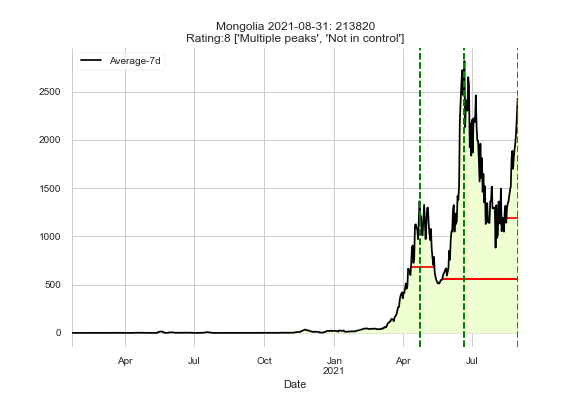 Mongolia 2021-08-31: 213820
Rating:8 ['Multiple peaks', 'Not in control']
Average-7d
2500
2000
1500
1000
500
0
Apr Jul Oct Jan Apr Jul
2021
Date